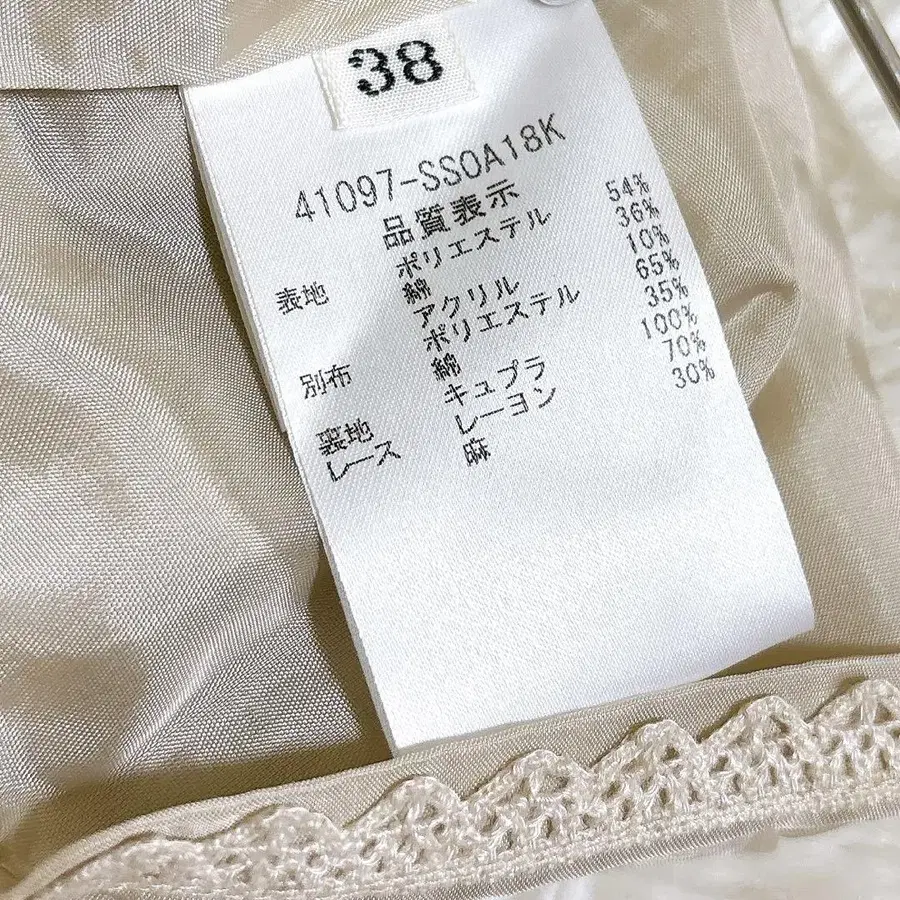 38
41097-SS0A18K
品質表示
表地 ポリエステル 54%
綿 36%
アクリル 10%
別布 ポリエステル 65%
綿 35%
裏地 キュプラ 100%
レース レーヨン 70%
麻 30%